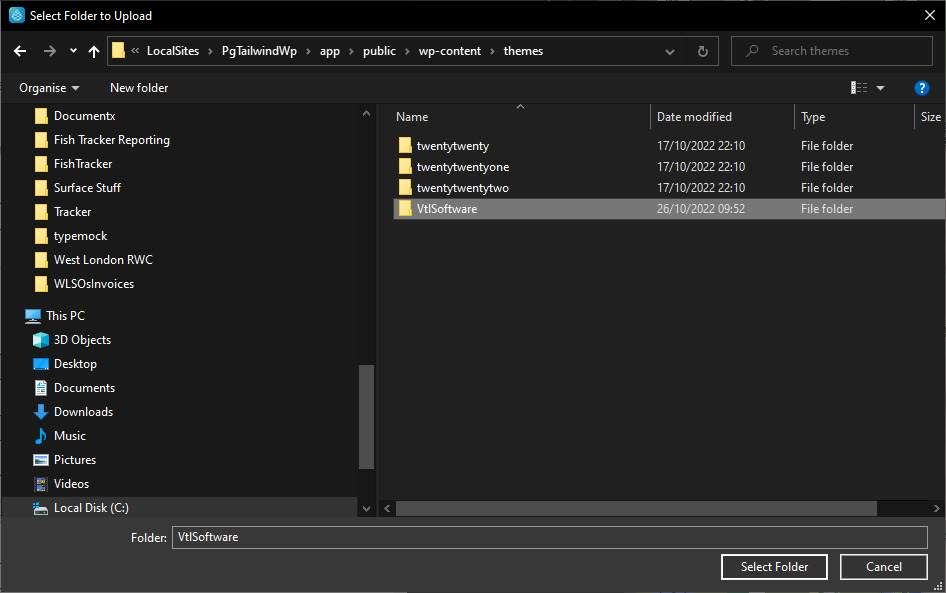 Select Folder to Upload
« LocalSites › PgTailwindWp › app › public › wp-content › themes
Search themes
Organise
New folder
?
Documentx
Fish Tracker Reporting
FishTracker
Surface Stuff
Tracker
typemock
West London RWC
WLSOsInvoices
This PC
3D Objects
Desktop
Documents
Downloads
Music
Pictures
Videos
Local Disk (C:)
Name Date modified Type Size
twentytwenty 17/10/2022 22:10 File folder
twentytwentyone 17/10/2022 22:10 File folder
twentytwentytwo 17/10/2022 22:10 File folder
VtlSoftware 26/10/2022 09:52 File folder
Folder: VtlSoftware
Select Folder
Cancel